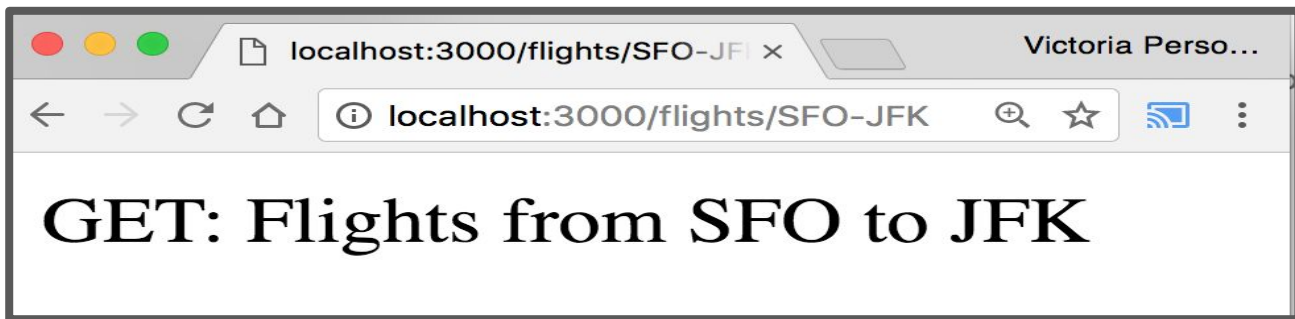 localhost:3000/flights/SFO-JF
Victoria Perso...
localhost:3000/flights/SFO-JFK
GET: Flights from SFO to JFK